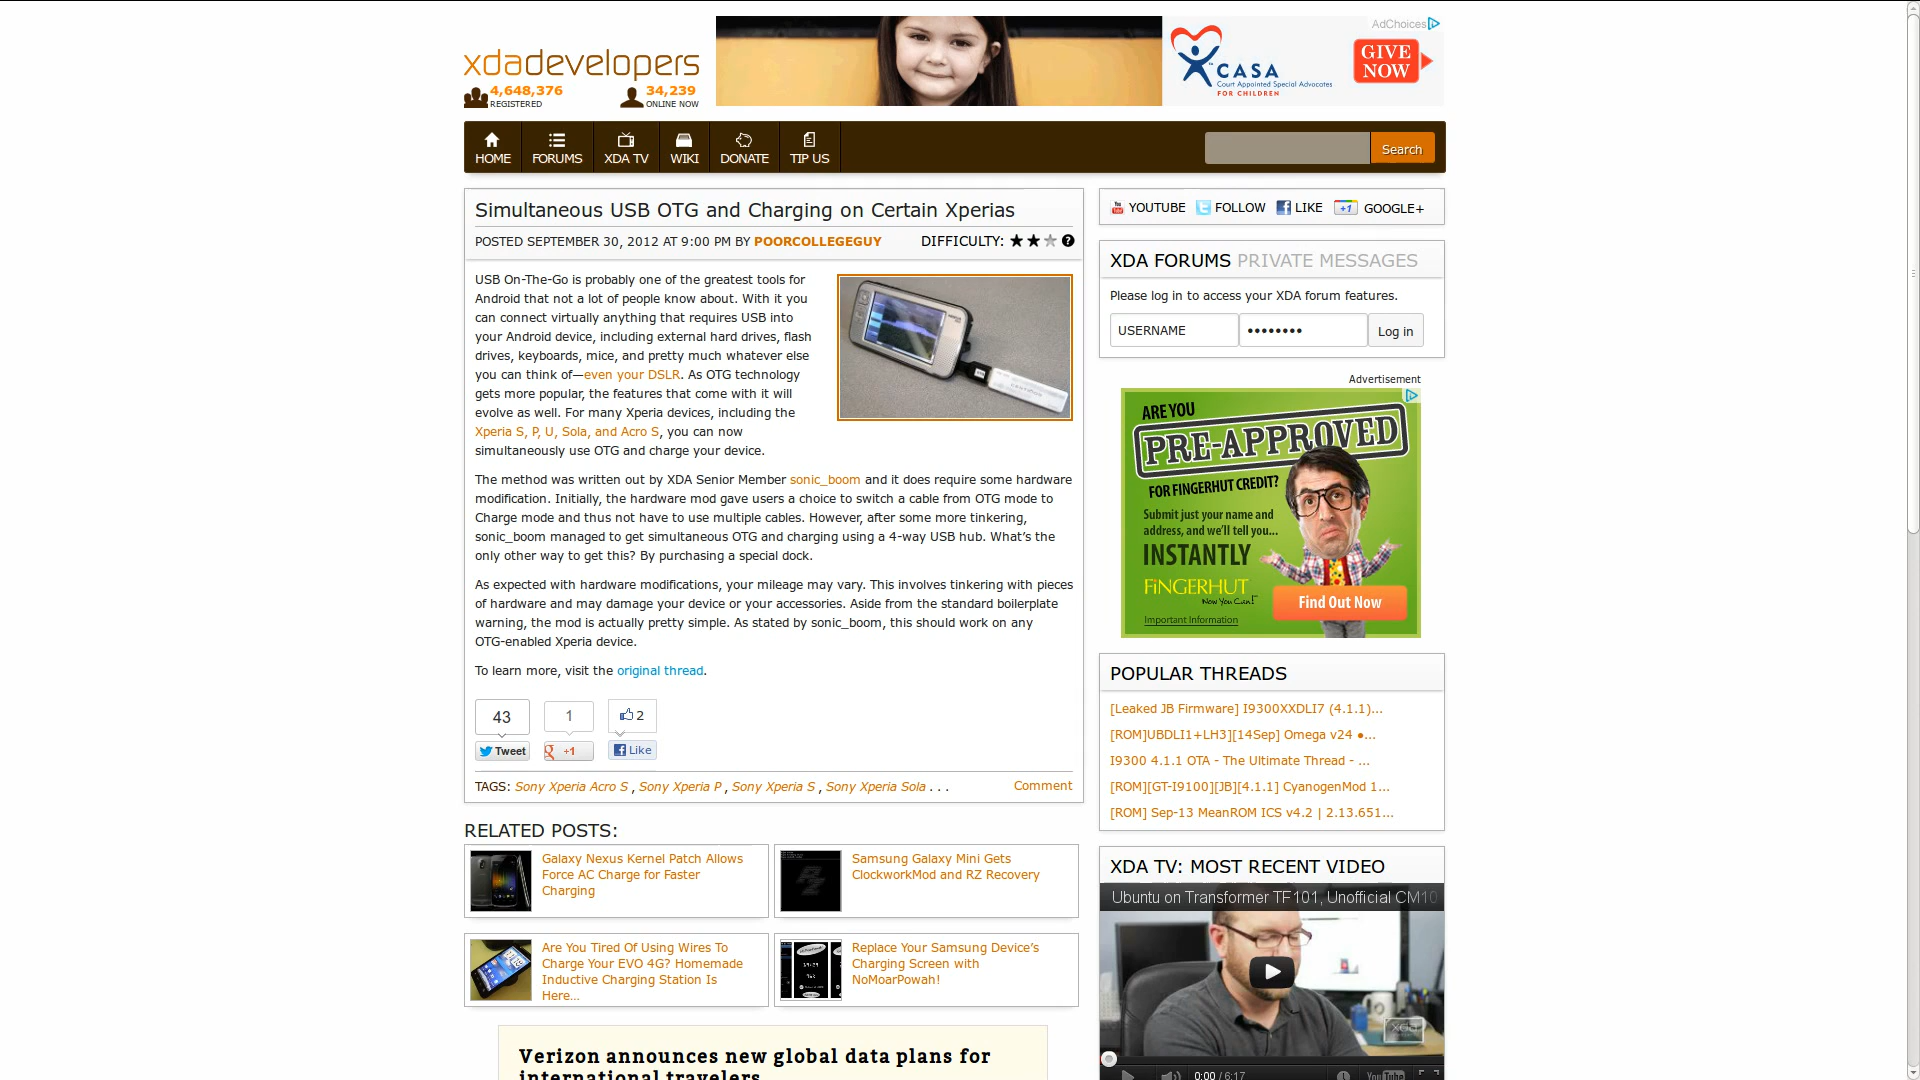 AdChoices
xdadevelopers
4,648,376
REGISTERED
34,239
ONLINE NOW
CASA
Court Appointed Special Advocates
FOR CHILDREN
GIVE
NOW
HOME
FORUMS
XDA TV
WIKI
DONATE
TIP US
Search
Simultaneous USB OTG and Charging on Certain Xperias
POSTED SEPTEMBER 30, 2012 AT 9:00 PM BY POORCOLLEGEGUY
DIFFICULTY:
USB On-The-Go is probably one of the greatest tools for
Android that not a lot of people know about. With it you
can connect virtually anything that requires USB into
your Android device, including external hard drives, flash
drives, keyboards, mice, and pretty much whatever else
you can think of—even your DSLR. As OTG technology
gets more popular, the features that come with it will
evolve as well. For many Xperia devices, including the
Xperia S, P, U, Sola, and Acro S, you can now
simultaneously use OTG and charge your device.
The method was written out by XDA Senior Member sonic_boom and it does require some hardware
modification. Initially, the hardware mod gave users a choice to switch a cable from OTG mode to
Charge mode and thus not have to use multiple cables. However, after some more tinkering,
sonic_boom managed to get simultaneous OTG and charging using a 4-way USB hub. What's the
only other way to get this? By purchasing a special dock.
As expected with hardware modifications, your mileage may vary. This involves tinkering with pieces
of hardware and may damage your device or your accessories. Aside from the standard boilerplate
warning, the mod is actually pretty simple. As stated by sonic_boom, this should work on any
OTG-enabled Xperia device.
To learn more, visit the original thread.
43
1
2
Tweet
+1
Like
TAGS: Sony Xperia Acro S , Sony Xperia P , Sony Xperia S , Sony Xperia Sola . . .
Comment
RELATED POSTS:
Galaxy Nexus Kernel Patch Allows
Force AC Charge for Faster
Charging
Samsung Galaxy Mini Gets
ClockworkMod and RZ Recovery
Are You Tired Of Using Wires To
Charge Your EVO 4G? Homemade
Inductive Charging Station Is
Here...
Replace Your Samsung Device's
Charging Screen with
NoMoarPowah!
Verizon announces new global data plans for
international travelers
YOUTUBE
FOLLOW
LIKE
+1
GOOGLE+
XDA FORUMS PRIVATE MESSAGES
Please log in to access your XDA forum features.
USERNAME
••••••••
Log in
Advertisement
ARE YOU
PRE-APPROVED
FOR FINGERHUT CREDIT?
Submit just your name and
address, and we'll tell you...
INSTANTLY
FiNGERHUT
Now You Can!
Find Out Now
Important Information
POPULAR THREADS
[Leaked JB Firmware] I9300XXDLI7 (4.1.1)...
[ROM]UBDLI1+LH3][14Sep] Omega v24 ●...
I9300 4.1.1 OTA - The Ultimate Thread - ...
[ROM][GT-I9100][JB][4.1.1] CyanogenMod 1...
[ROM] Sep-13 MeanROM ICS v4.2 | 2.13.651...
XDA TV: MOST RECENT VIDEO
Ubuntu on Transformer TF101, Unofficial CM10
xda
0:00 / 6:17
YouTube